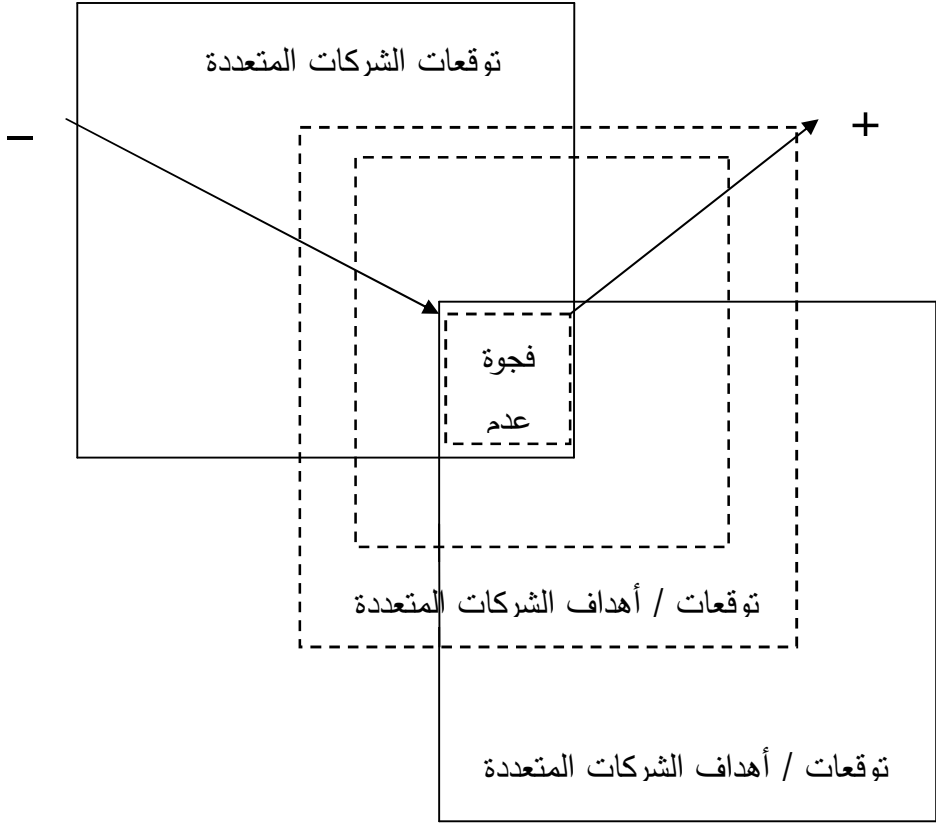 توقعات الشركات المتعددة
–
+
فجوة
عدم
توقعات / أهداف الشركات المتعددة
توقعات / أهداف الشركات المتعددة